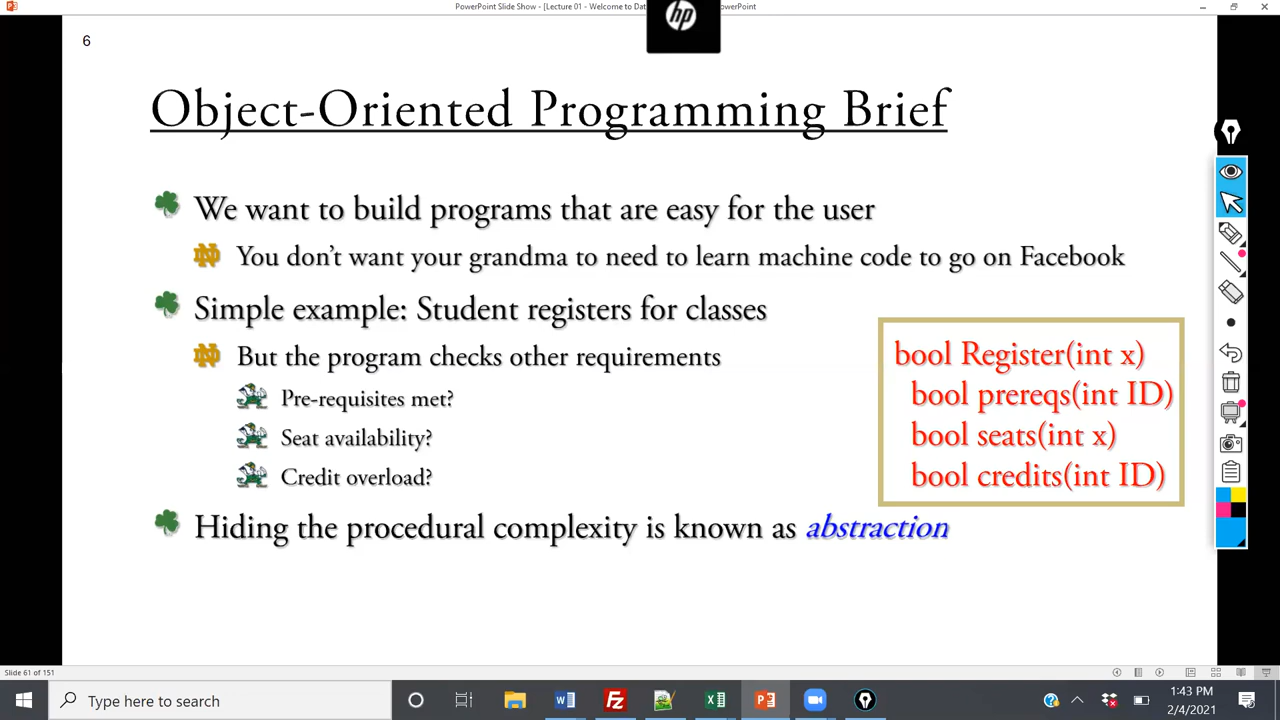 PowerPoint Slide Show - [Lecture 01 - Welcome to Dat
owerPoint
hp
6
Object-Oriented Programming Brief
We want to build programs that are easy for the user
You don’t want your grandma to need to learn machine code to go on Facebook
Simple example: Student registers for classes
But the program checks other requirements
Pre-requisites met?
Seat availability?
Credit overload?
bool Register(int x)
bool prereqs(int ID)
bool seats(int x)
bool credits(int ID)
Hiding the procedural complexity is known as abstraction
Slide 61 of 151
Type here to search
1:43 PM
2/4/2021